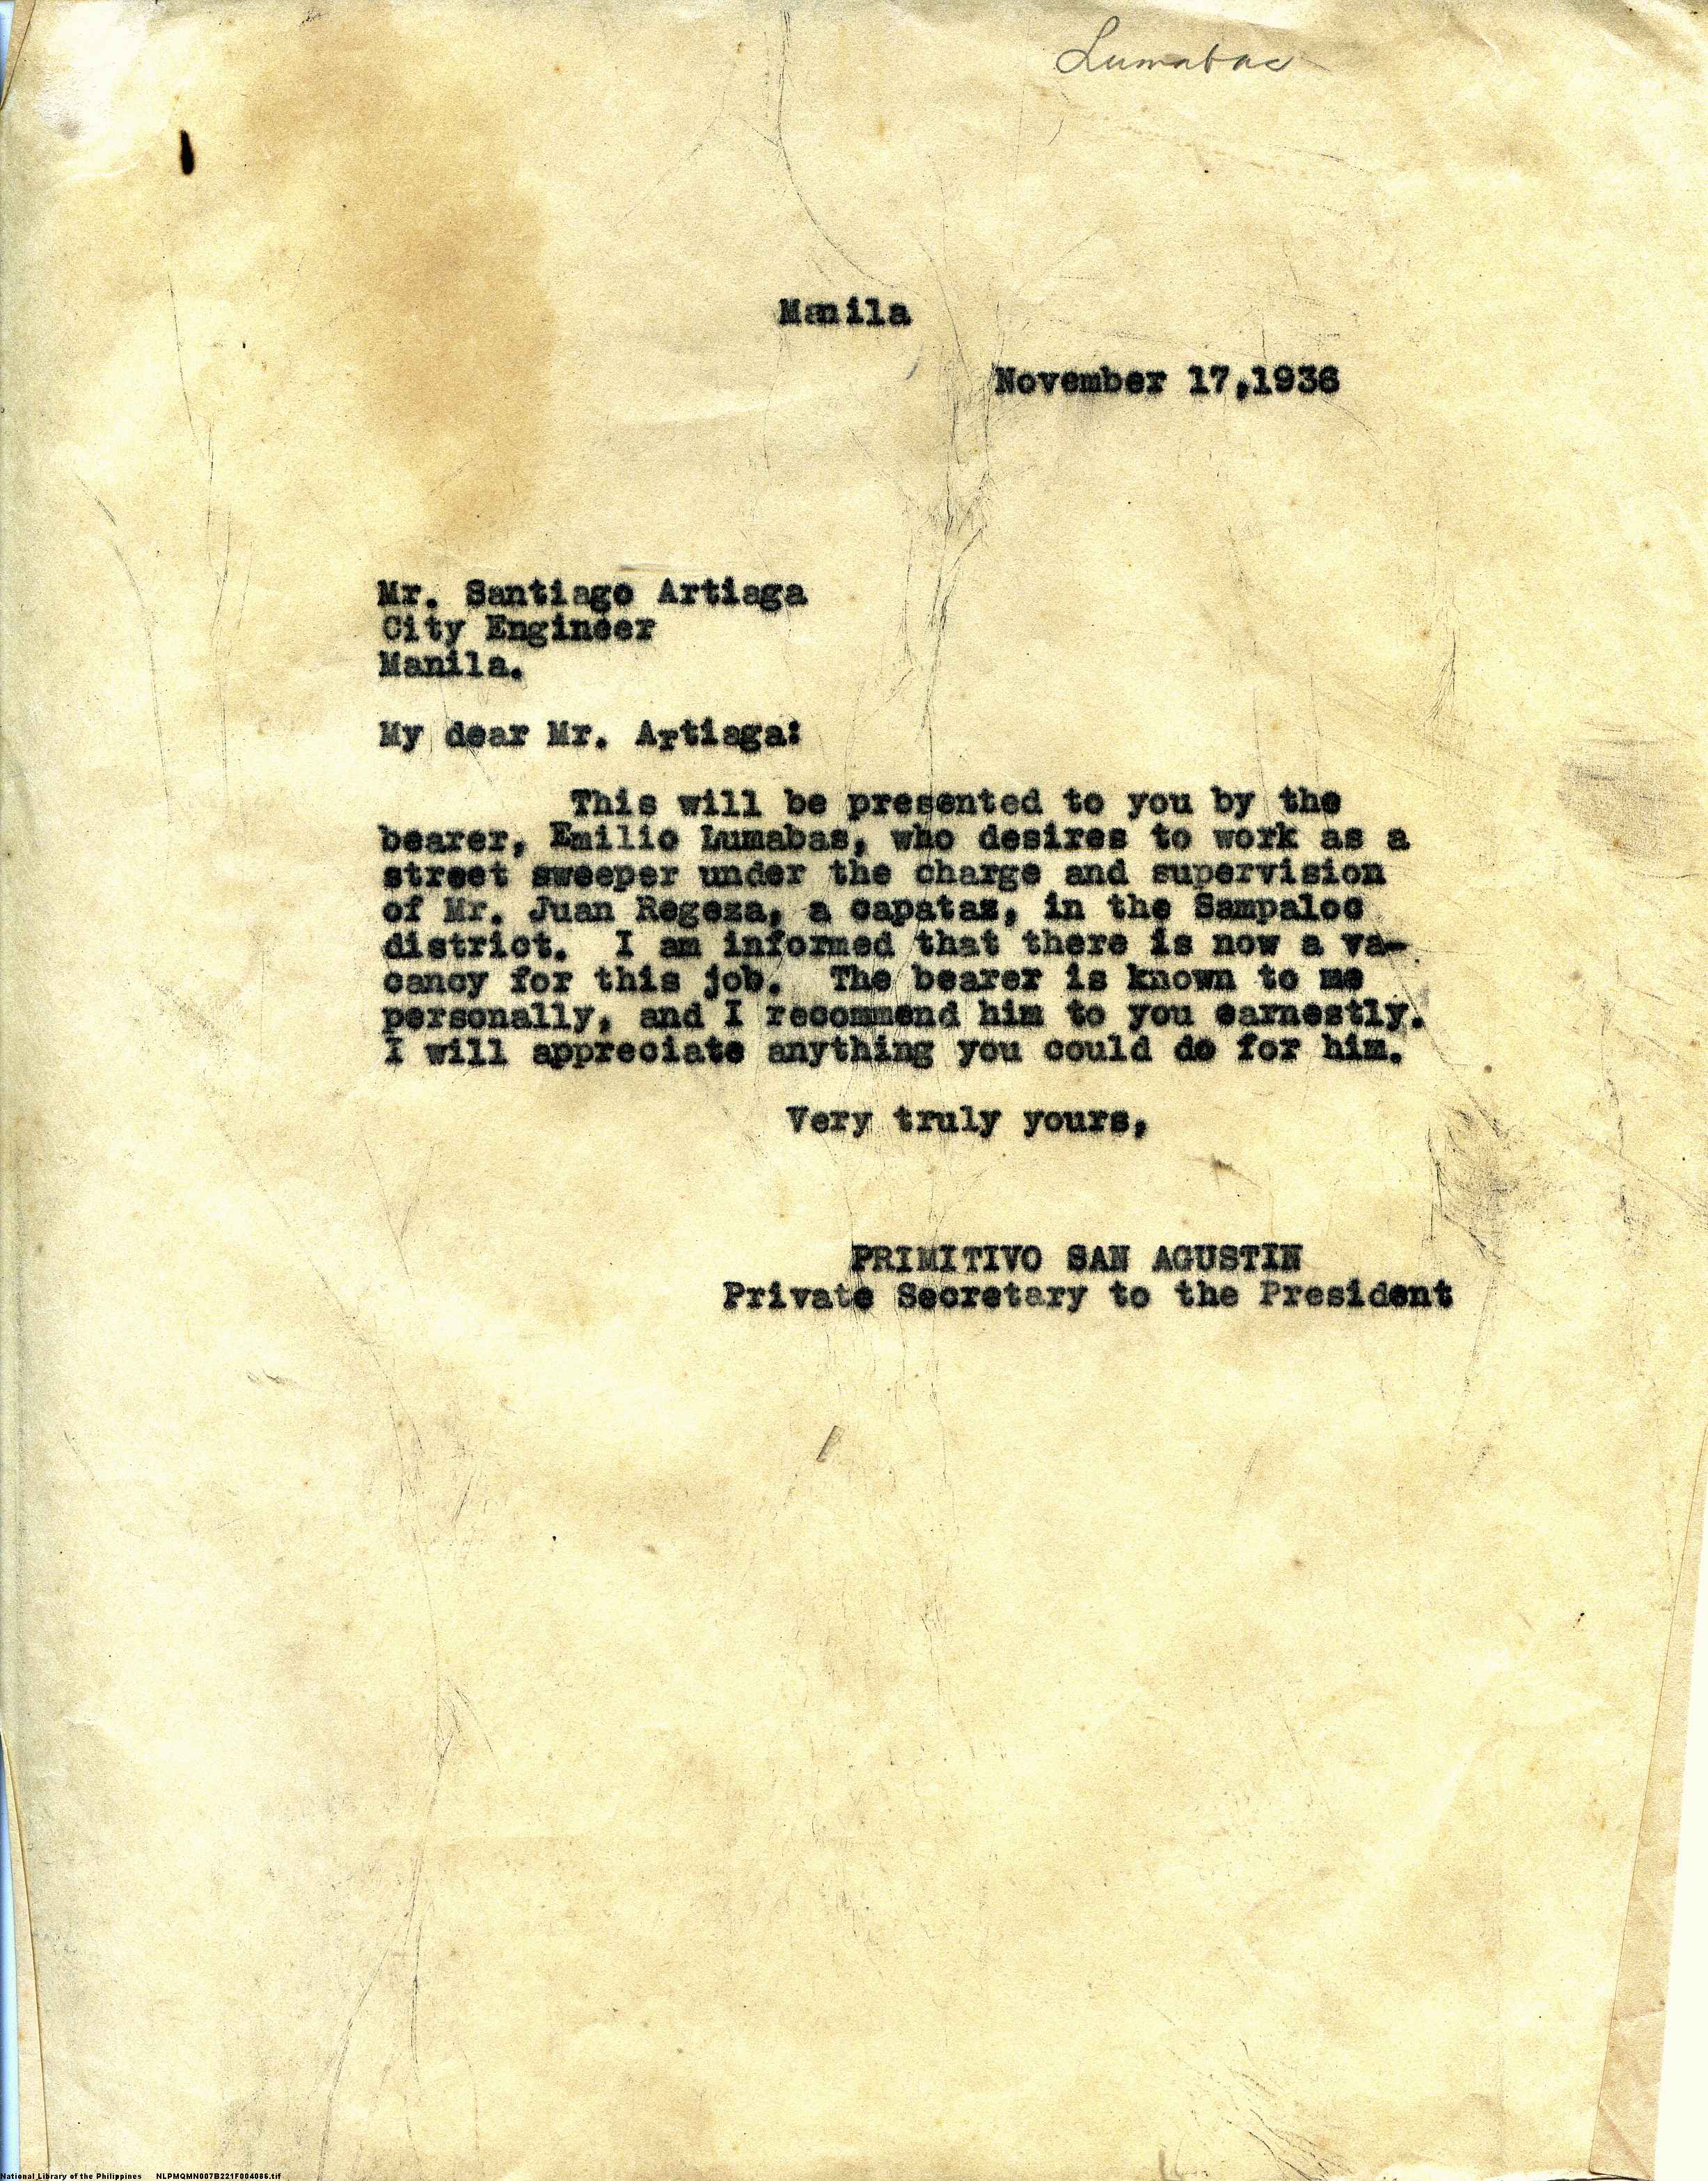 Lumabac
Manila
November 17,1936
Mr. Santiago Artiaga
City Engineer
Manila.
My dear Mr. Artiaga:
This will be presented to you by the
bearer, Emilio Lumabas, who desires to work as a
street sweeper under the charge and supervision
of Mr. Juan Regeza, a capataz, in the Sampaloc
district. I am informed that there is now a va-
cancy for this job. The bearer is known to me
personally, and I recommend him to you earnestly.
I will appreciate anything you could do for him.
Very truly yours,
PRIMITIVO SAN AGUSTIN
Private Secretary to the President
National Library of the Philippines NLPMQMN007B221F004086.tif